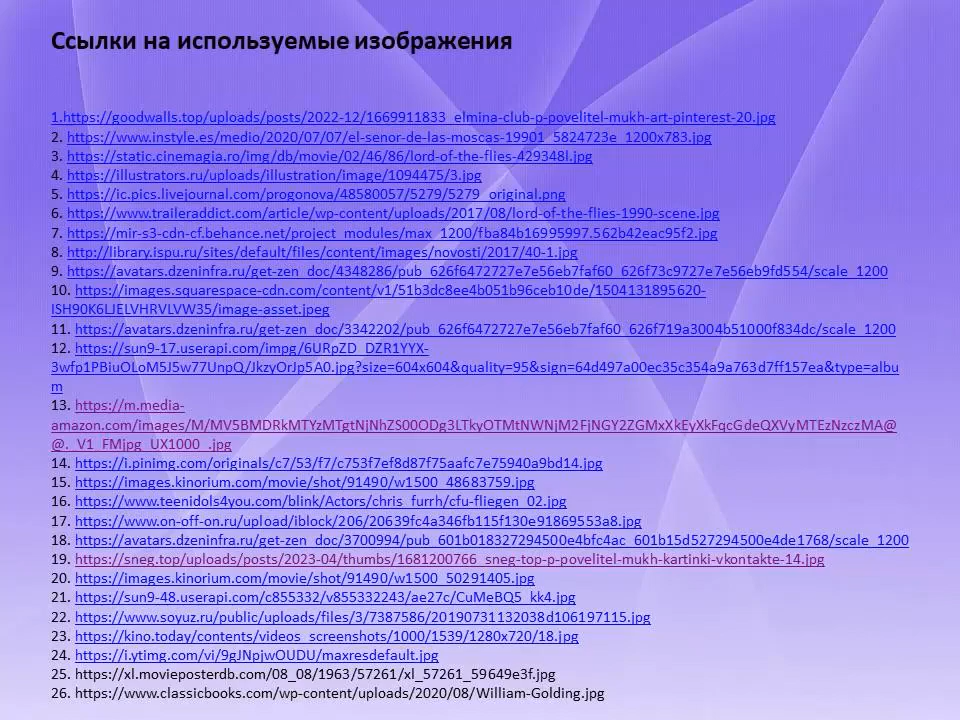 Ссылки на используемые изображения
1.https://goodwalls.top/uploads/posts/2022-12/1669911833_elmina-club-p-povelitel-mukh-art-pinterest-20.jpg
2. https://www.instyle.es/medio/2020/07/07/el-senor-de-las-moscas-19901_5824723e_1200x783.jpg
3. https://static.cinemagia.ro/img/db/movie/02/46/86/lord-of-the-flies-429348l.jpg
4. https://illustrators.ru/uploads/illustration/image/1094475/3.jpg
5. https://ic.pics.livejournal.com/progonova/48580057/5279/5279_original.png
6. https://www.traileraddict.com/article/wp-content/uploads/2017/08/lord-of-the-flies-1990-scene.jpg
7. https://mir-s3-cdn-cf.behance.net/project_modules/max_1200/fba84b16995997.562b42eac95f2.jpg
8. http://library.ispu.ru/sites/default/files/content/images/novosti/2017/40-1.jpg
9. https://avatars.dzeninfra.ru/get-zen_doc/4348286/pub_626f6472727e7e56eb7faf60_626f73c9727e7e56eb9fd554/scale_1200
10. https://images.squarespace-cdn.com/content/v1/51b3dc8ee4b051b96ceb10de/1504131895620-
ISH90K6LJELVHRVLVW35/image-asset.jpeg
11. https://avatars.dzeninfra.ru/get-zen_doc/3342202/pub_626f6472727e7e56eb7faf60_626f719a3004b51000f834dc/scale_1200
12. https://sun9-17.userapi.com/impg/6URpZD_DZR1YYX-
3wfp1PBiuOLoM5J5w77UnpQ/JkzyOrJp5A0.jpg?size=604x604&quality=95&sign=64d497a00ec35c354a9a763d7ff157ea&type=albu
m
13. https://m.media-
amazon.com/images/M/MV5BMDRkMTYzMTgtNjNhZS00ODg3LTkyOTMtNWNjM2FjNGY2ZGMxXkEyXkFqcGdeQXVyMTEzNzczMA@
@._V1_FMjpg_UX1000_.jpg
14. https://i.pinimg.com/originals/c7/53/f7/c753f7ef8d87f75aafc7e75940a9bd14.jpg
15. https://images.kinorium.com/movie/shot/91490/w1500_48683759.jpg
16. https://www.teenidols4you.com/blink/Actors/chris_furrh/cfu-fliegen_02.jpg
17. https://www.on-off-on.ru/upload/iblock/206/20639fc4a346fb115f130e91869553a8.jpg
18. https://avatars.dzeninfra.ru/get-zen_doc/3700994/pub_601b018327294500e4bfc4ac_601b15d527294500e4de1768/scale_1200
19. https://sneg.top/uploads/posts/2023-04/thumbs/1681200766_sneg-top-p-povelitel-mukh-kartinki-vkontakte-14.jpg
20. https://images.kinorium.com/movie/shot/91490/w1500_50291405.jpg
21. https://sun9-48.userapi.com/c855332/v855332243/ae27c/CuMeBQ5_kk4.jpg
22. https://www.soyuz.ru/public/uploads/files/3/7387586/20190731132038d106197115.jpg
23. https://kino.today/contents/videos_screenshots/1000/1539/1280x720/18.jpg
24. https://i.ytimg.com/vi/9gJNpjwOUDU/maxresdefault.jpg
25. https://xl.movieposterdb.com/08_08/1963/57261/xl_57261_59649e3f.jpg
26. https://www.classicbooks.com/wp-content/uploads/2020/08/William-Golding.jpg